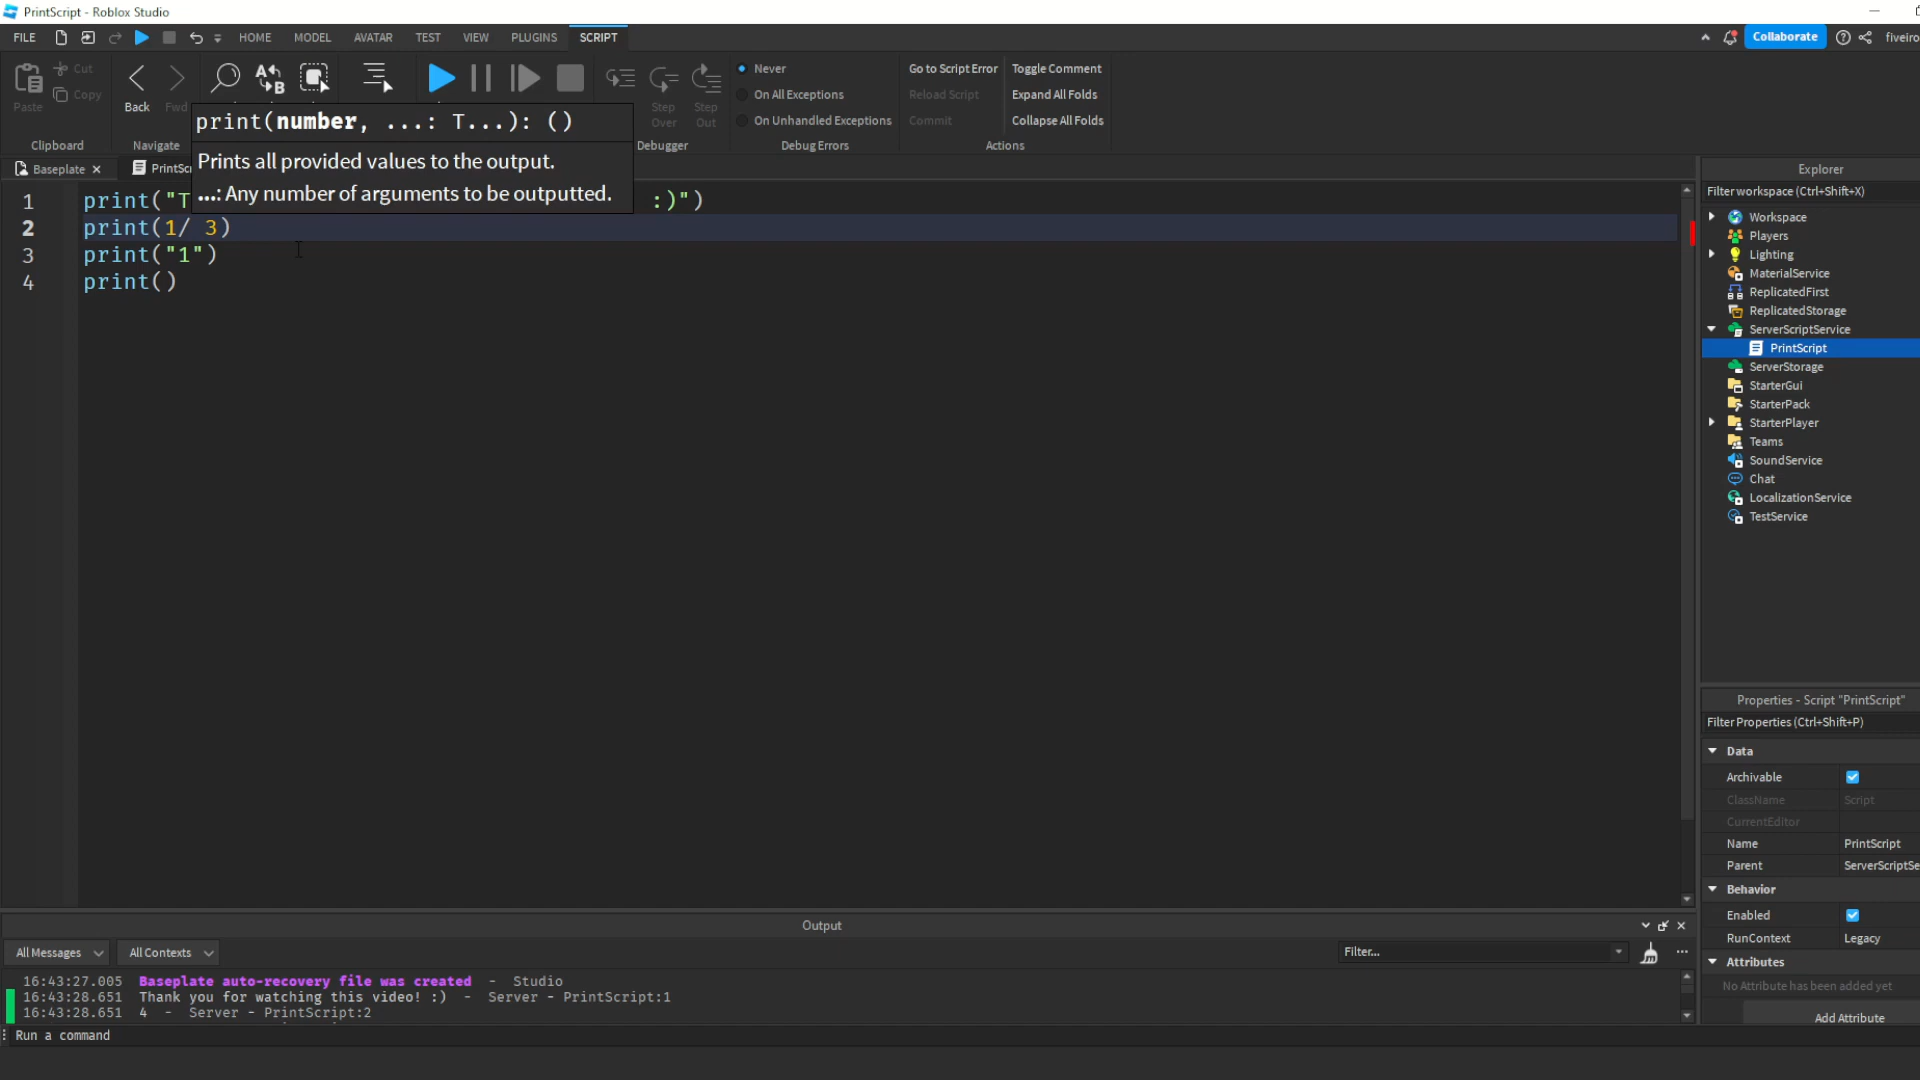 PrintScript - Roblox Studio
FILE HOME MODEL AVATAR TEST VIEW PLUGINS SCRIPT Collaborate fiveiro
Paste Cut Copy Back Fwd Step Over Step Out
Never On All Exceptions On Unhandled Exceptions
Go to Script Error Reload Script Commit
Toggle Comment Expand All Folds Collapse All Folds
Clipboard Navigate Debugger Debug Errors Actions
print(number, ...: T...): ()
Prints all provided values to the output.
...: Any number of arguments to be outputted.
Baseplate PrintScr
1 print("T :)")
2 print(1/ 3)
3 print("1")
4 print()
Explorer
Filter workspace (Ctrl+Shift+X)
Workspace
Players
Lighting
MaterialService
ReplicatedFirst
ReplicatedStorage
ServerScriptService
PrintScript
ServerStorage
StarterGui
StarterPack
StarterPlayer
Teams
SoundService
Chat
LocalizationService
TestService
Properties - Script "PrintScript"
Filter Properties (Ctrl+Shift+P)
Data
Archivable
ClassName Script
CurrentEditor
Name PrintScript
Parent ServerScriptSe
Behavior
Enabled
RunContext Legacy
Attributes
No Attribute has been added yet
Add Attribute
Output
All Messages All Contexts Filter...
16:43:27.005 Baseplate auto-recovery file was created - Studio
16:43:28.651 Thank you for watching this video! :) - Server - PrintScript:1
16:43:28.651 4 - Server - PrintScript:2
Run a command